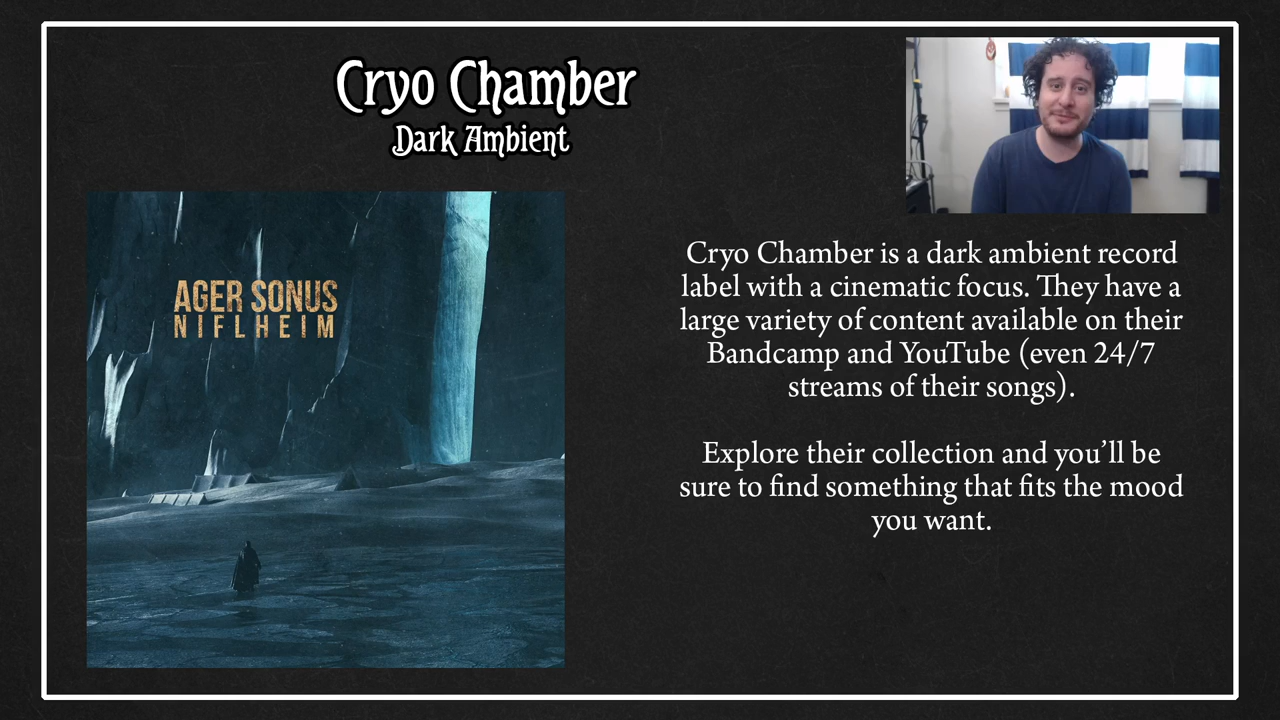 Cryo Chamber
Dark Ambient
AGER SONUS
NIFLHEIM
Cryo Chamber is a dark ambient record
label with a cinematic focus. They have a
large variety of content available on their
Bandcamp and YouTube (even 24/7
streams of their songs).
Explore their collection and you’ll be
sure to find something that fits the mood
you want.